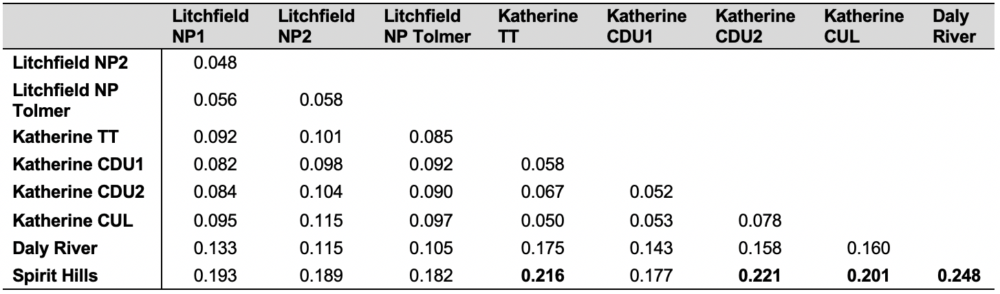 Litchfield NP1 Litchfield NP2 Litchfield NP Tolmer Katherine TT Katherine CDU1 Katherine CDU2 Katherine CUL Daly River
Litchfield NP2 0.048
Litchfield NP Tolmer 0.056 0.058
Katherine TT 0.092 0.101 0.085
Katherine CDU1 0.082 0.098 0.092 0.058
Katherine CDU2 0.084 0.104 0.090 0.067 0.052
Katherine CUL 0.095 0.115 0.097 0.050 0.053 0.078
Daly River 0.133 0.115 0.105 0.175 0.143 0.158 0.160
Spirit Hills 0.193 0.189 0.182 0.216 0.177 0.221 0.201 0.248